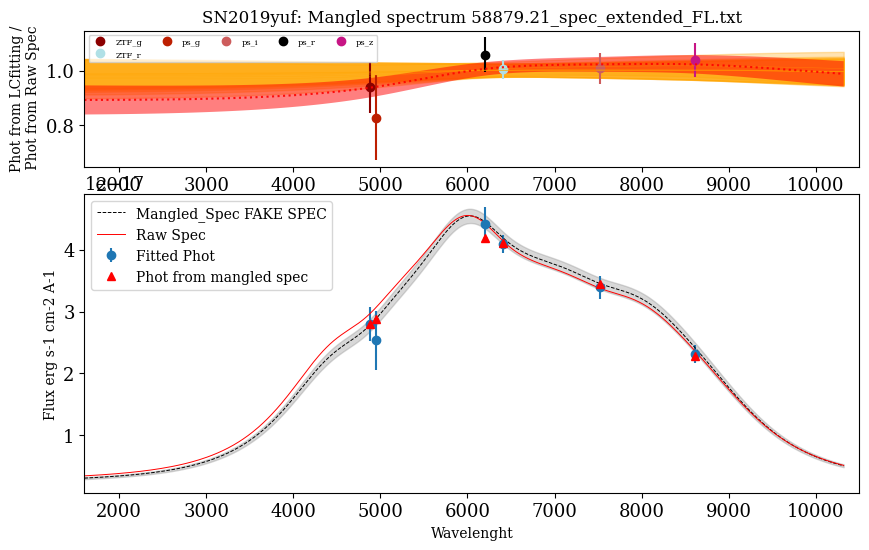 SN2019yuf: Mangled spectrum 58879.21_spec_extended_FL.txt
Phot from LCfitting /
Phot from Raw Spec
ZTF_g ps_g ps_i ps_r ps_z
ZTF_r
1.0
0.8
2000 3000 4000 5000 6000 7000 8000 9000 10000
1e−17
Mangled_Spec FAKE SPEC
Raw Spec
Fitted Phot
Phot from mangled spec
Flux erg s-1 cm-2 A-1
4
3
2
1
2000 3000 4000 5000 6000 7000 8000 9000 10000
Wavelenght